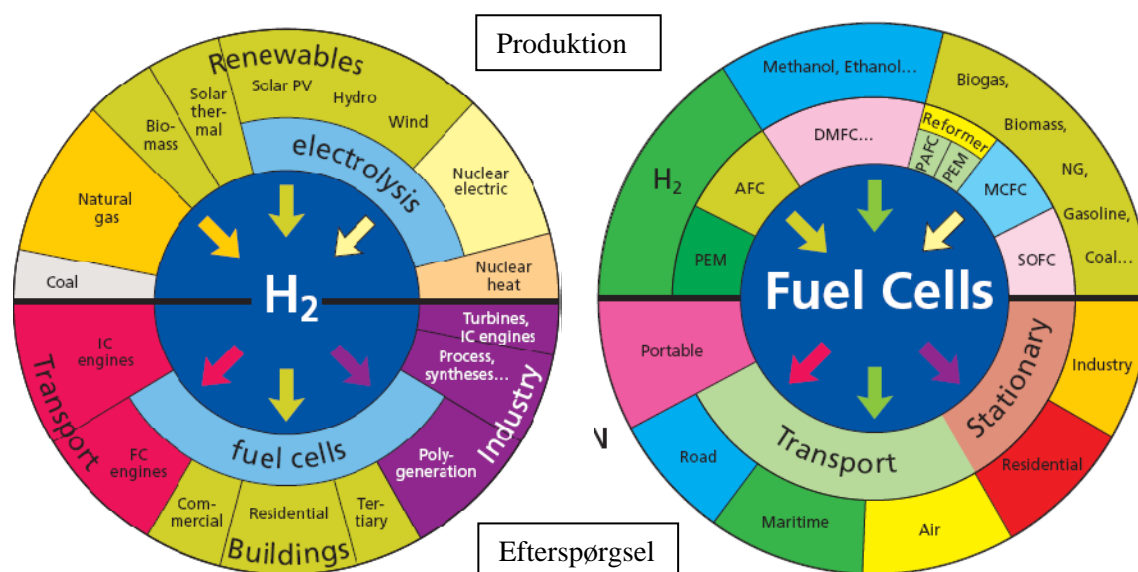 Produktion
Renewables
Solar PV
Hydro
Wind
Solar
ther-
mal
Bio-
mass
Natural
gas
Coal
electrolysis
Nuclear
electric
Nuclear
heat
H2
IC
engines
FC
engines
Transport
fuel cells
Com-
mercial
Residential
Ter-
tiary
Buildings
Turbines,
IC engines
Process,
syntheses...
Poly-
generation
Industry
Methanol, Ethanol...
Biogas,
Biomass,
NG,
Gasoline,
Coal...
H2
DMFC...
Reformer
PAFC
PEM
AFC
MCFC
PEM
SOFC
Fuel Cells
Portable
Road
Maritime
Air
Transport
Stationary
Industry
Residential
N
Efterspørgsel